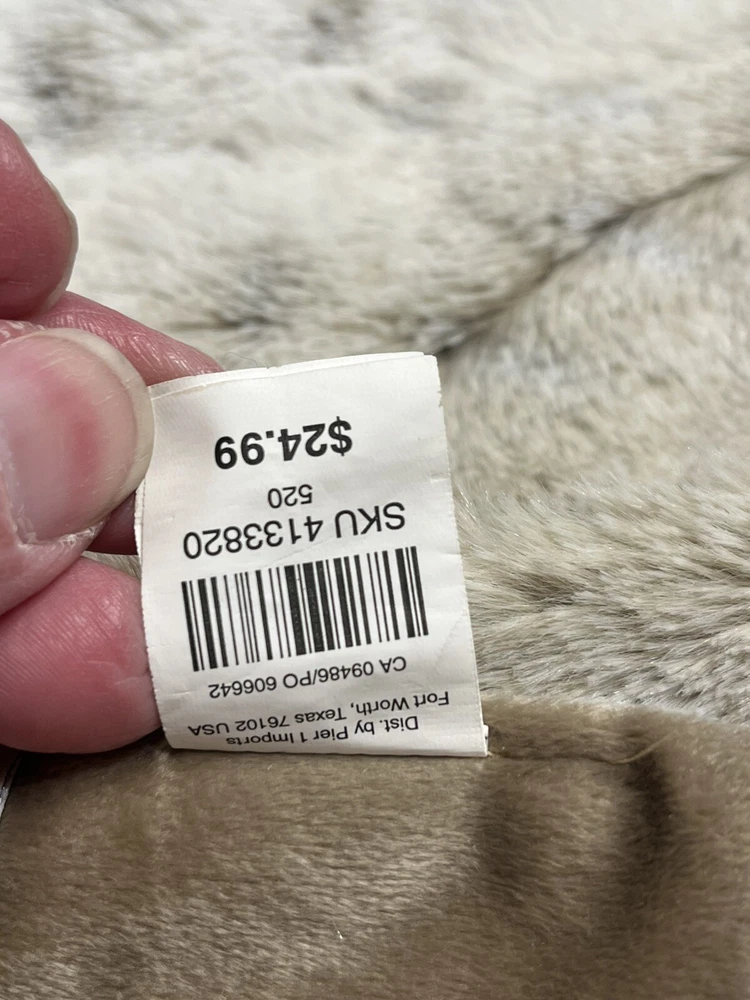 Dist. by Pier 1 Imports
Fort Worth, Texas 76102 USA
CA 09486/PO 606642
SKU 4133820
520
$24.99